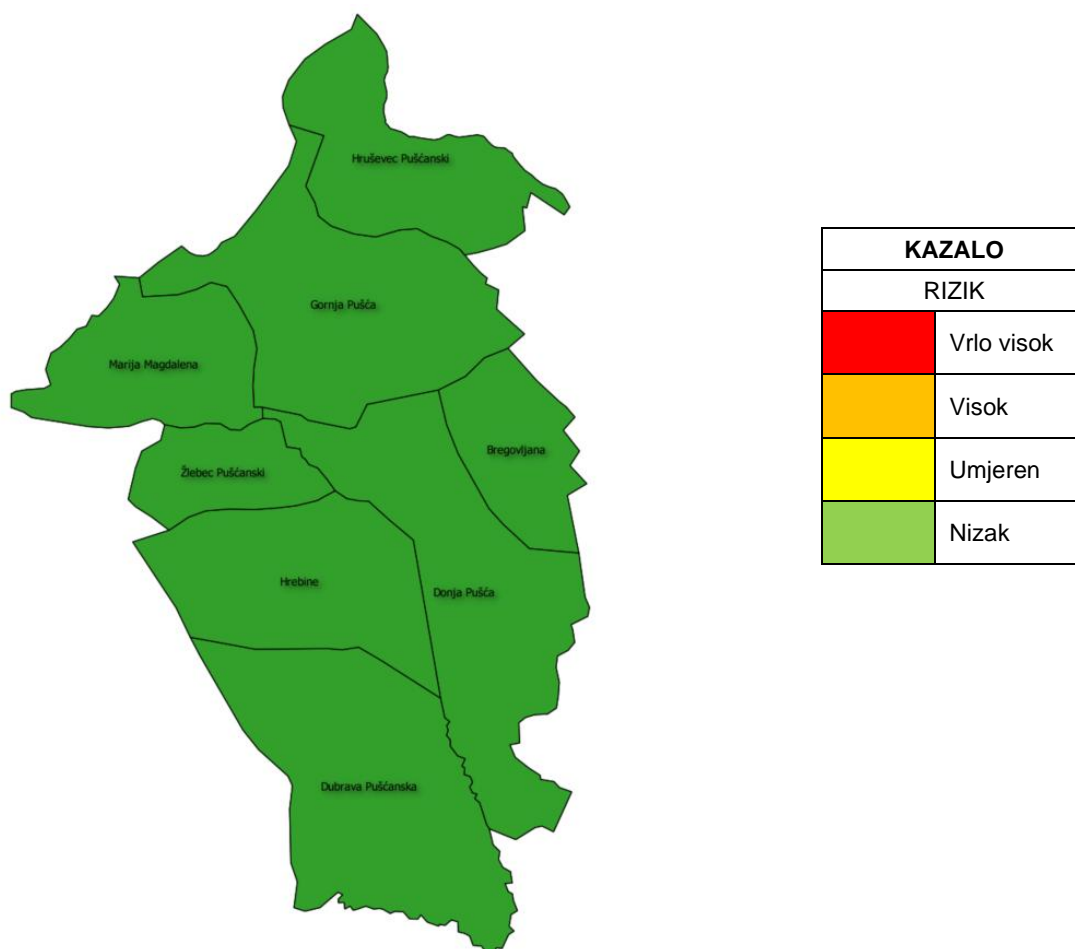 Hruševec Pušćanski
Gornja Pušća
Marija Magdalena
Bregovljana
Žlebec Pušćanski
Hrebine
Donja Pušća
Dubrava Pušćanska
KAZALO
RIZIK
Vrlo visok
Visok
Umjeren
Nizak